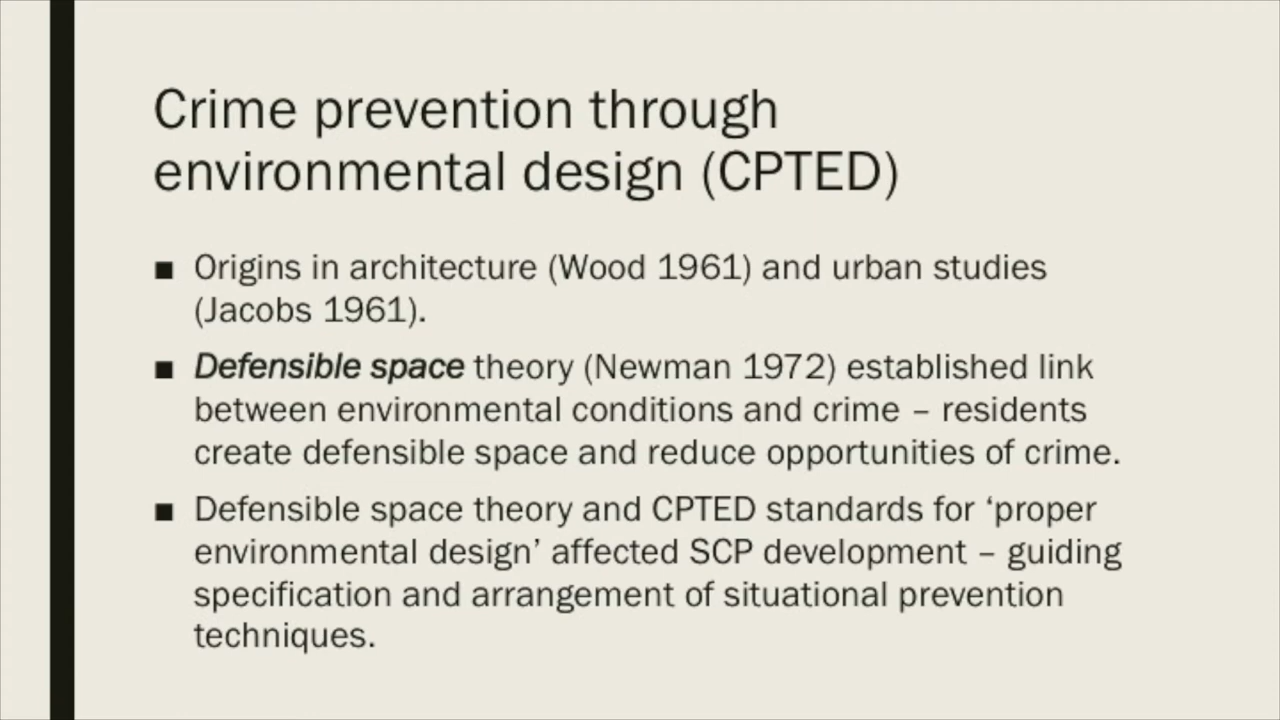 Crime prevention through
environmental design (CPTED)
■ Origins in architecture (Wood 1961) and urban studies
(Jacobs 1961).
■ Defensible space theory (Newman 1972) established link
between environmental conditions and crime – residents
create defensible space and reduce opportunities of crime.
■ Defensible space theory and CPTED standards for ‘proper
environmental design’ affected SCP development – guiding
specification and arrangement of situational prevention
techniques.